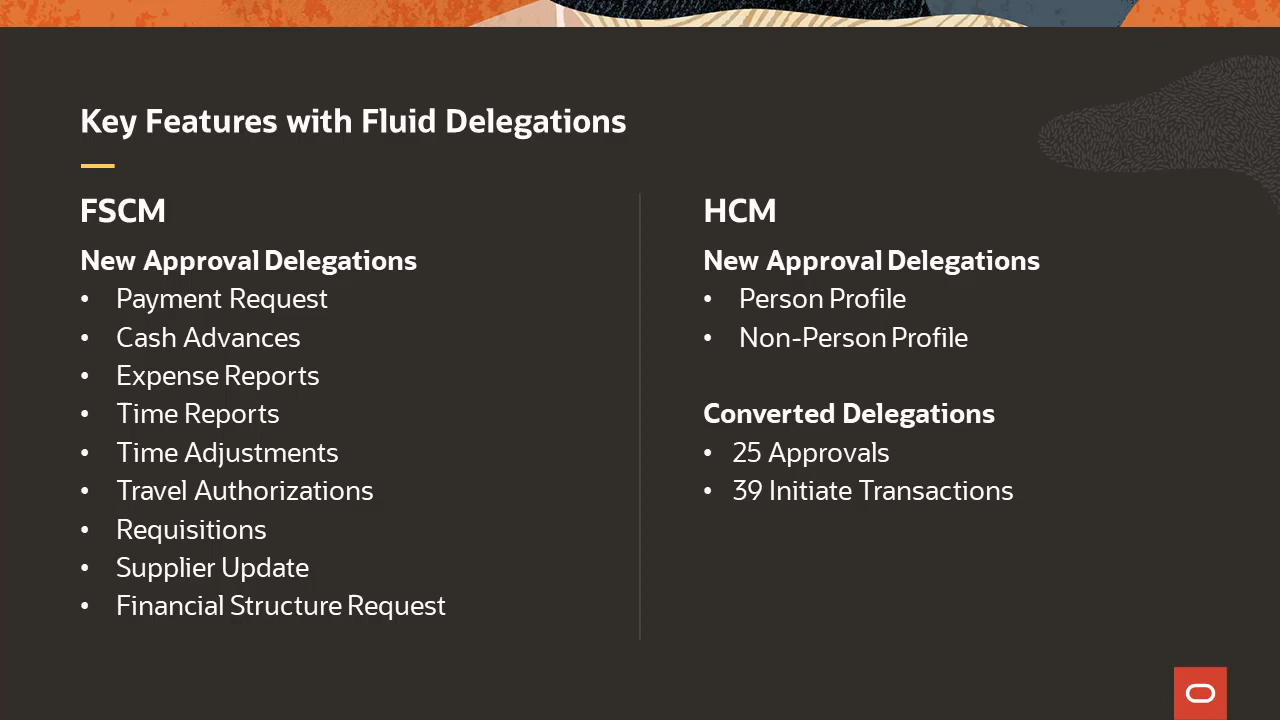 Key Features with Fluid Delegations
FSCM
New Approval Delegations
• Payment Request
• Cash Advances
• Expense Reports
• Time Reports
• Time Adjustments
• Travel Authorizations
• Requisitions
• Supplier Update
• Financial Structure Request
HCM
New Approval Delegations
• Person Profile
• Non-Person Profile
Converted Delegations
• 25 Approvals
• 39 Initiate Transactions